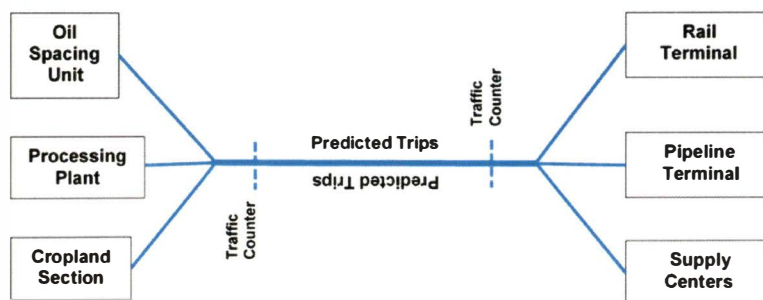 Oil
Spacing
Unit
Rail
Terminal
Traffic
Counter
Predicted Trips
Processing
Plant
Predicted Trips
Pipeline
Terminal
Traffic
Counter
Cropland
Section
Supply
Centers